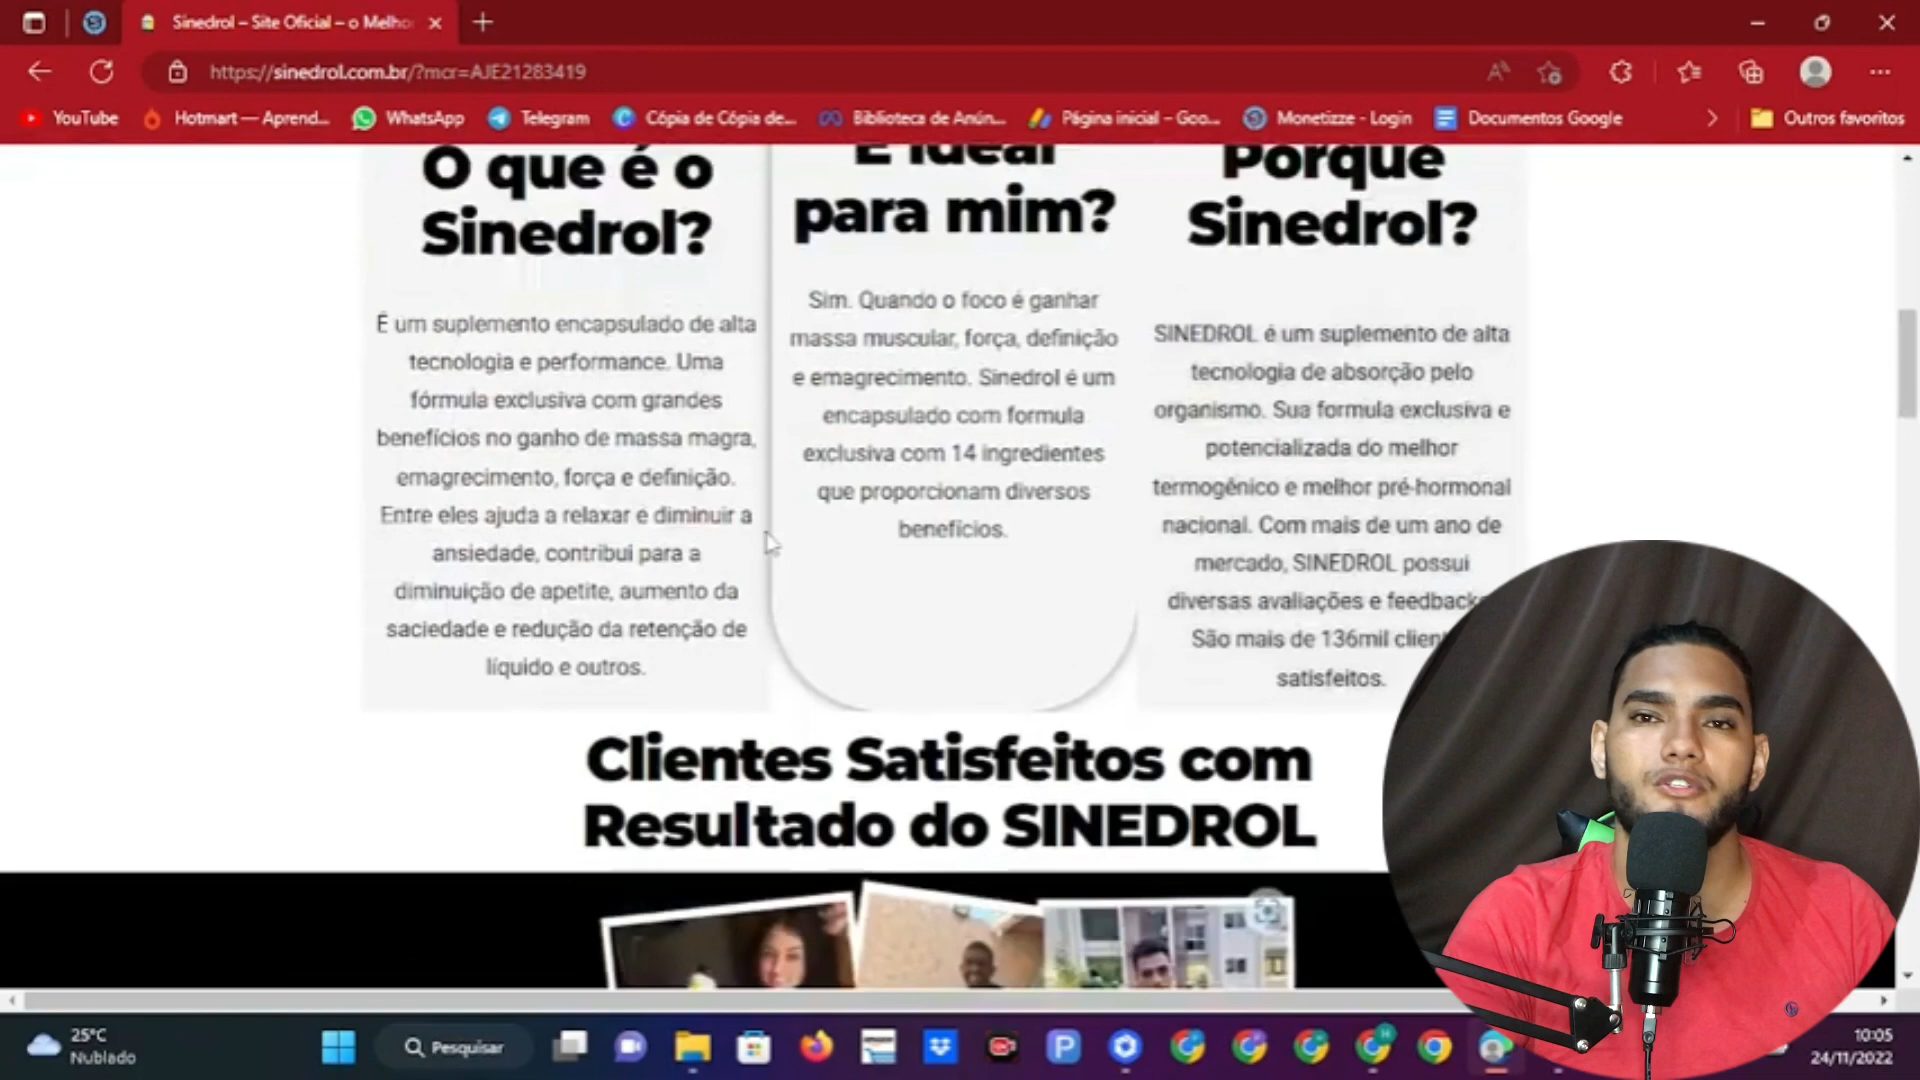 Sinedrol – Site Oficial – o Melho
https://sinedrol.com.br/?mcr=AJE21283419
YouTube
Hotmart — Aprend...
WhatsApp
Telegram
Cópia de Cópia de...
Biblioteca de Anún...
Página inicial – Goo...
Monetizze - Login
Documentos Google
Outros favoritos
O que é o
Sinedrol?
É um suplemento encapsulado de alta
tecnologia e performance. Uma
fórmula exclusiva com grandes
benefícios no ganho de massa magra,
emagrecimento, força e definição.
Entre eles ajuda a relaxar e diminuir a
ansiedade, contribui para a
diminuição de apetite, aumento da
saciedade e redução da retenção de
líquido e outros.
É ideal
para mim?
Sim. Quando o foco é ganhar
massa muscular, força, definição
e emagrecimento. Sinedrol é um
encapsulado com formula
exclusiva com 14 ingredientes
que proporcionam diversos
benefícios.
Porque
Sinedrol?
SINEDROL é um suplemento de alta
tecnologia de absorção pelo
organismo. Sua formula exclusiva e
potencializada do melhor
termogênico e melhor pré-hormonal
nacional. Com mais de um ano de
mercado, SINEDROL possui
diversas avaliações e feedback
São mais de 136mil clien
satisfeitos.
Clientes Satisfeitos com
Resultado do SINEDROL
25°C
Nublado
Pesquisar
10:05
24/11/2022